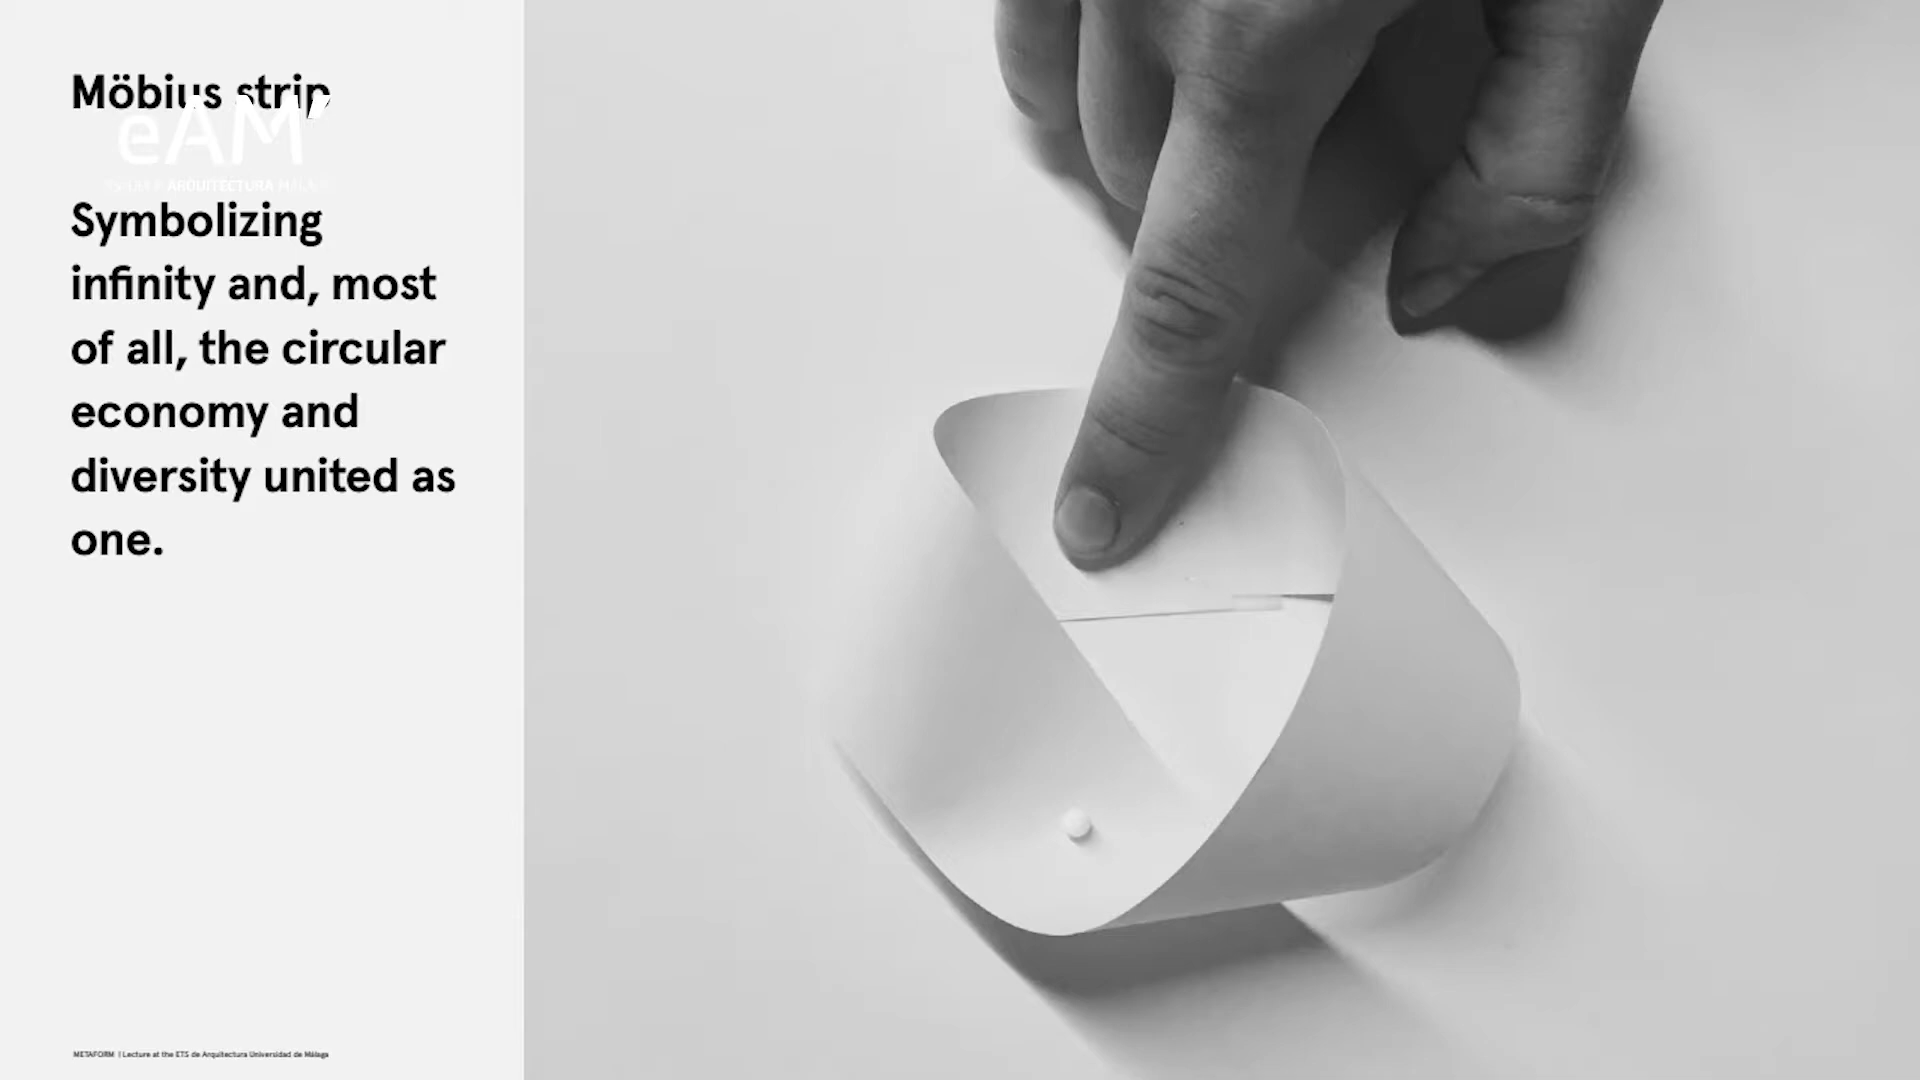 Möbius strip
eAM'
ARQUITECTURA
Symbolizing
infinity and, most
of all, the circular
economy and
diversity united as
one.
METAFORM | Lecture at the ETS de Arquitectura Universidad de Málaga